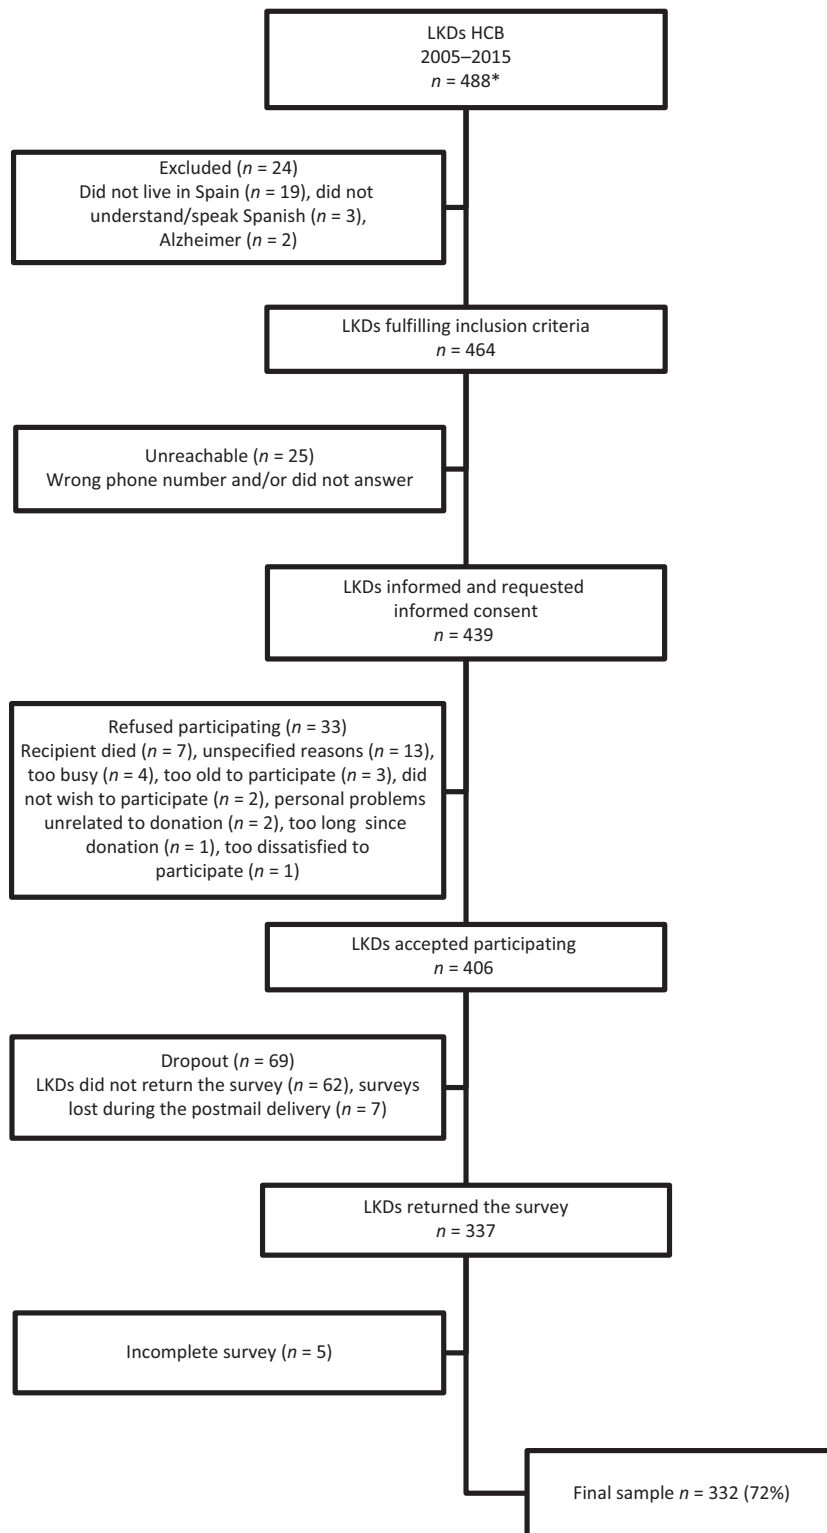 LKDs HCB
2005–2015
n = 488*
Excluded (n = 24)
Did not live in Spain (n = 19), did not
understand/speak Spanish (n = 3),
Alzheimer (n = 2)
LKDs fulfilling inclusion criteria
n = 464
Unreachable (n = 25)
Wrong phone number and/or did not answer
LKDs informed and requested
informed consent
n = 439
Refused participating (n = 33)
Recipient died (n = 7), unspecified reasons (n = 13),
too busy (n = 4), too old to participate (n = 3), did
not wish to participate (n = 2), personal problems
unrelated to donation (n = 2), too long since
donation (n = 1), too dissatisfied to
participate (n = 1)
LKDs accepted participating
n = 406
Dropout (n = 69)
LKDs did not return the survey (n = 62), surveys
lost during the postmail delivery (n = 7)
LKDs returned the survey
n = 337
Incomplete survey (n = 5)
Final sample n = 332 (72%)